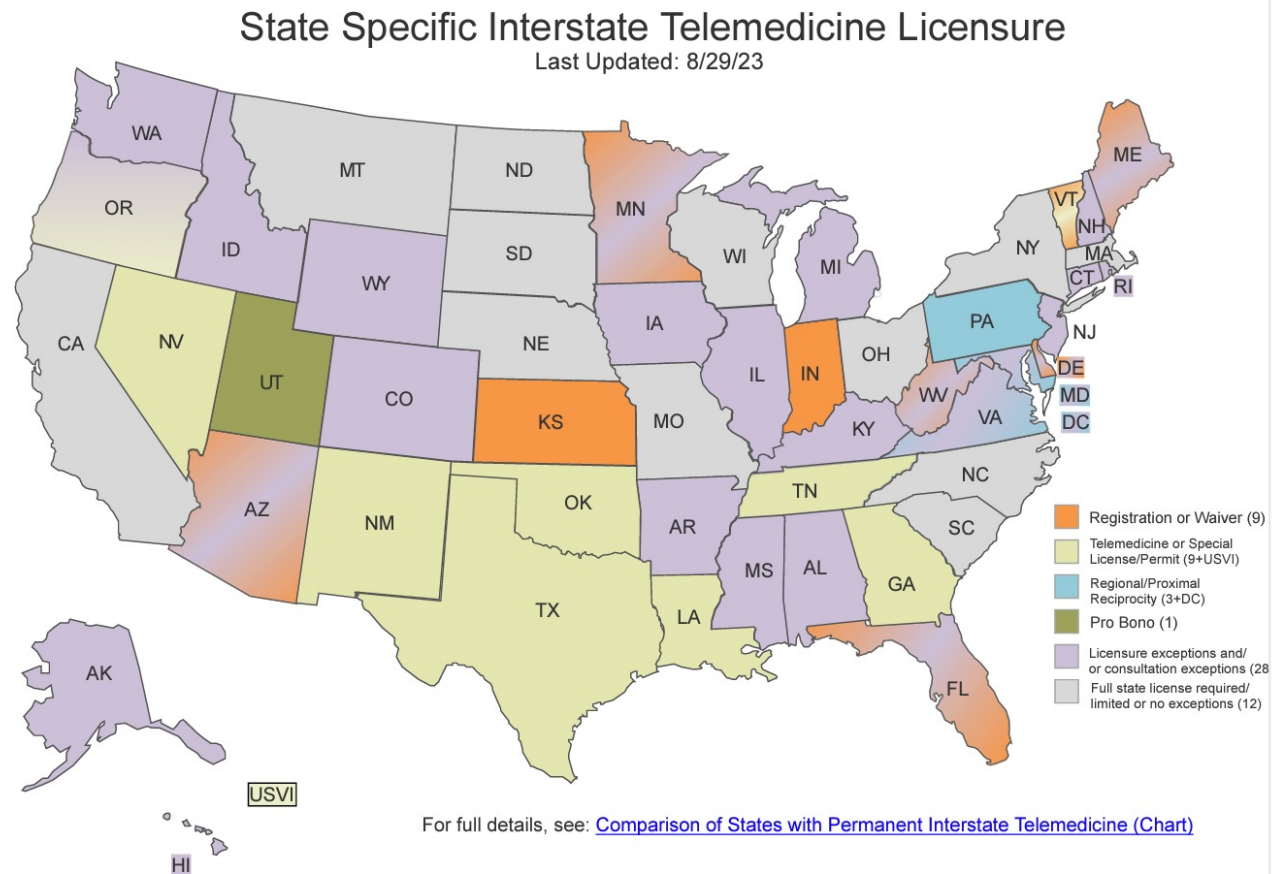 State Specific Interstate Telemedicine Licensure
Last Updated: 8/29/23
WA
MT
ND
MN
ME
OR
ID
SD
WI
VT
NH
NY
MA
WY
MI
CT
RI
CA
NV
NE
IA
PA
NJ
UT
CO
IL
IN
OH
DE
WV
MD
KS
MO
KY
VA
DC
AZ
NM
OK
TN
NC
AR
SC
MS
AL
GA
TX
LA
FL
AK
USVI
HI
Registration or Waiver (9)
Telemedicine or Special
License/Permit (9+USVI)
Regional/Proximal
Reciprocity (3+DC)
Pro Bono (1)
Licensure exceptions and/
or consultation exceptions (28
Full state license required/
limited or no exceptions (12)
For full details, see: Comparison of States with Permanent Interstate Telemedicine (Chart)